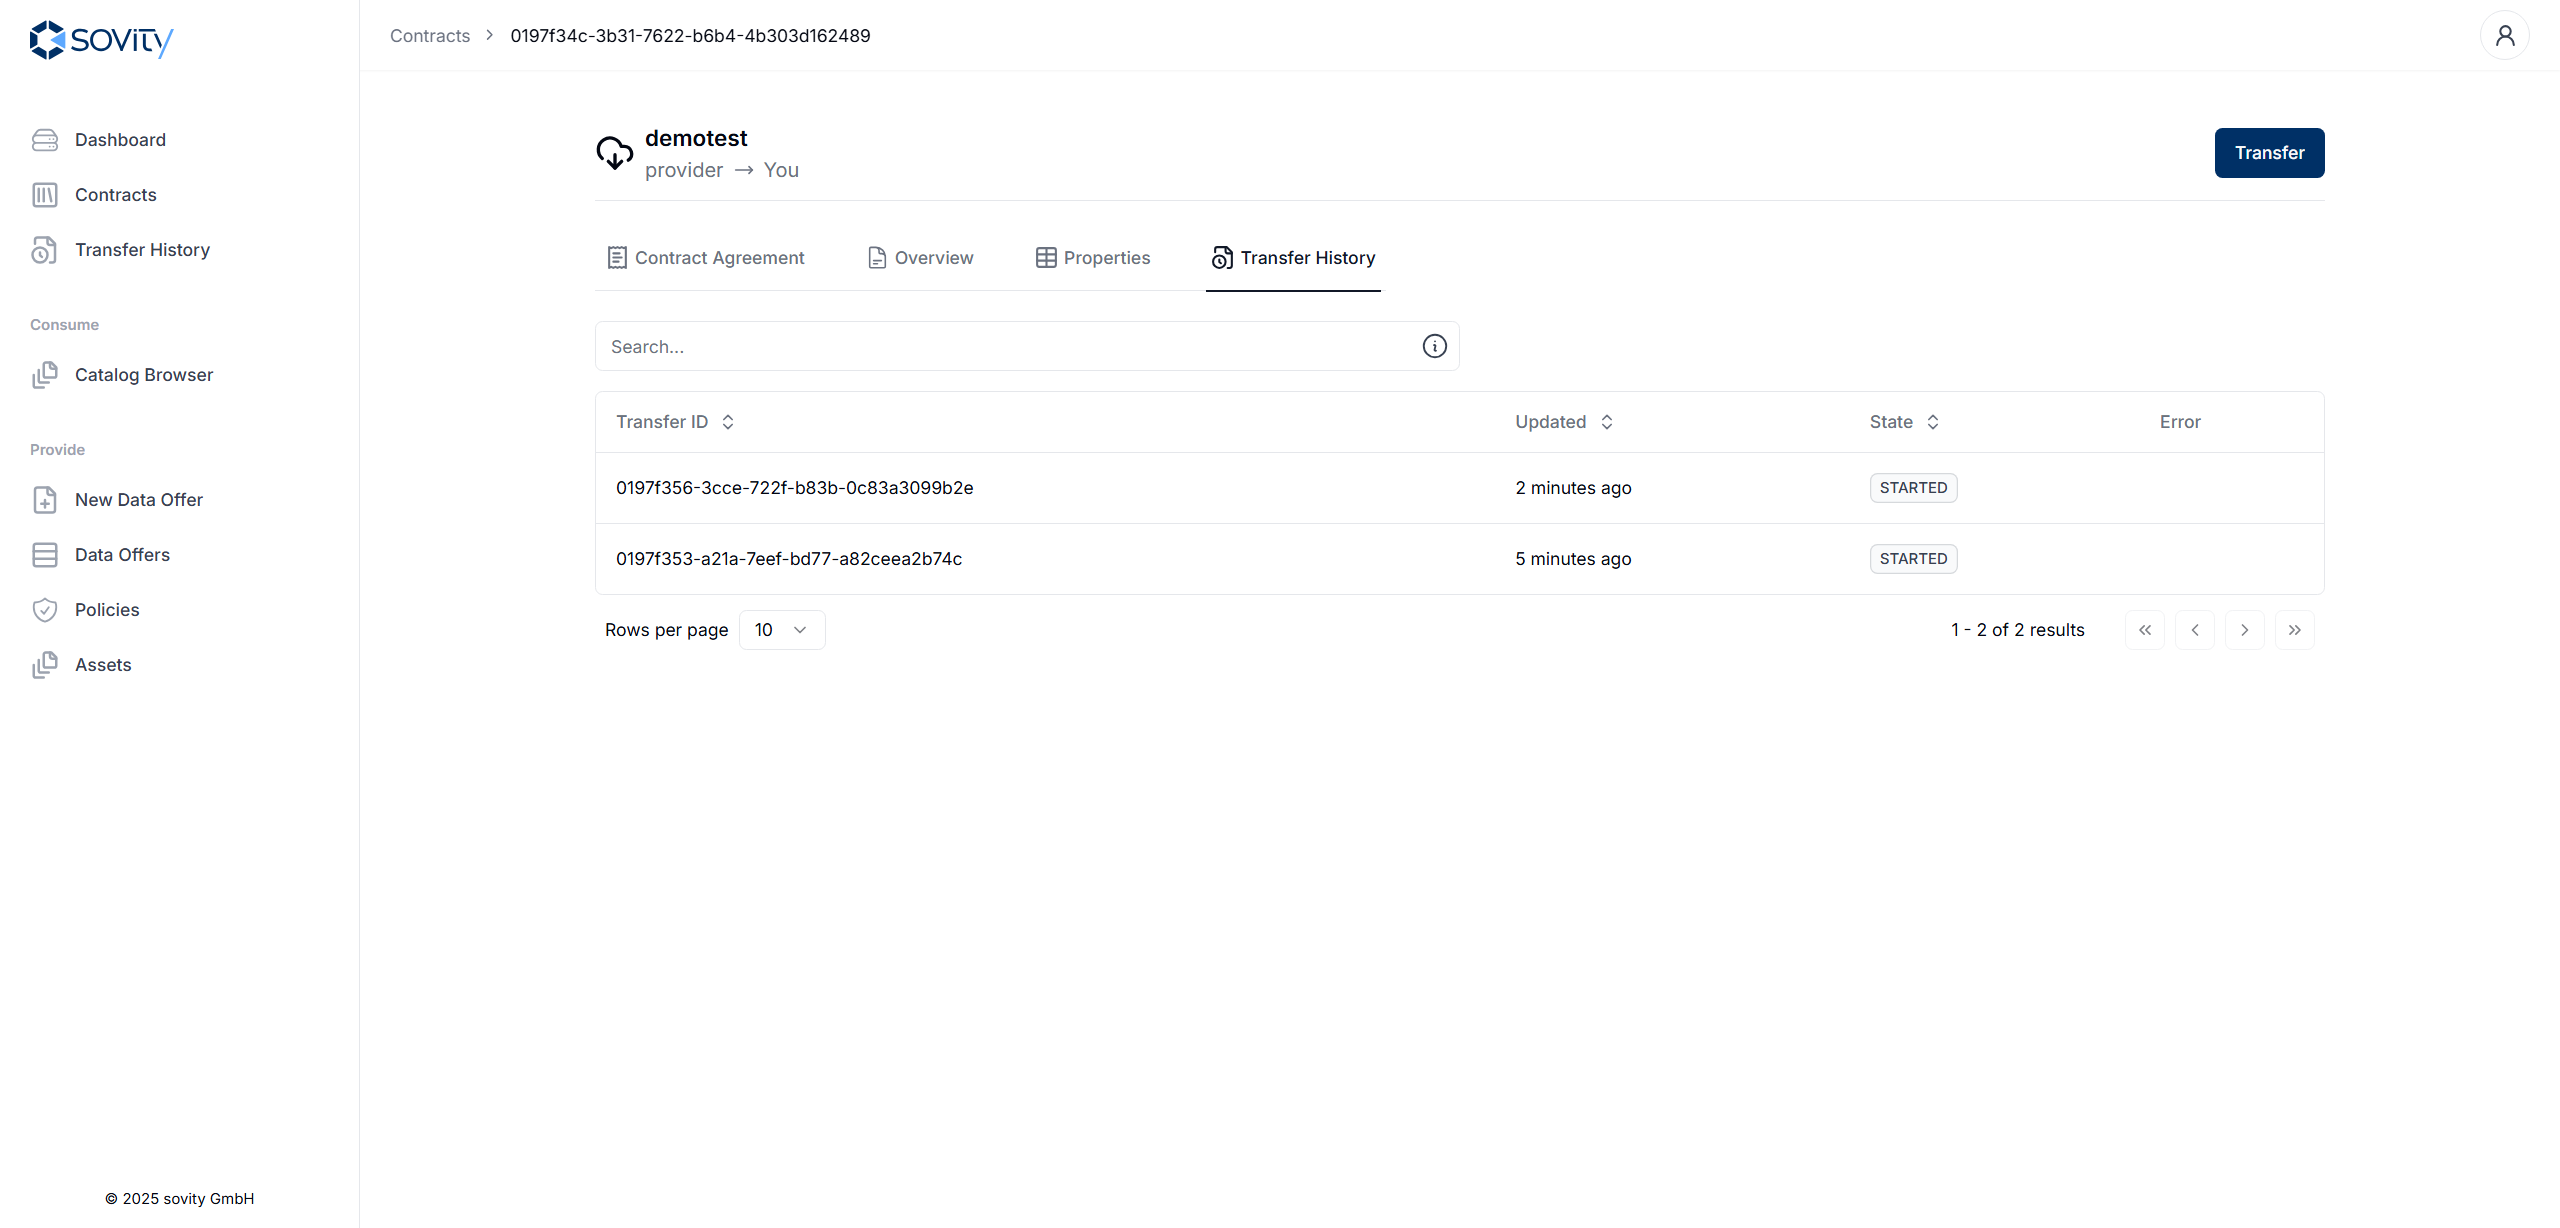 sovity
Contracts > 0197f34c-3b31-7622-b6b4-4b303d162489
Dashboard
Contracts
Transfer History
Consume
Catalog Browser
Provide
New Data Offer
Data Offers
Policies
Assets
© 2025 sovity GmbH
demotest
provider → You
Transfer
Contract Agreement Overview Properties Transfer History
Search...
Transfer ID Updated State Error
0197f356-3cce-722f-b83b-0c83a3099b2e 2 minutes ago STARTED
0197f353-a21a-7eef-bd77-a82ceea2b74c 5 minutes ago STARTED
Rows per page 10 1 - 2 of 2 results